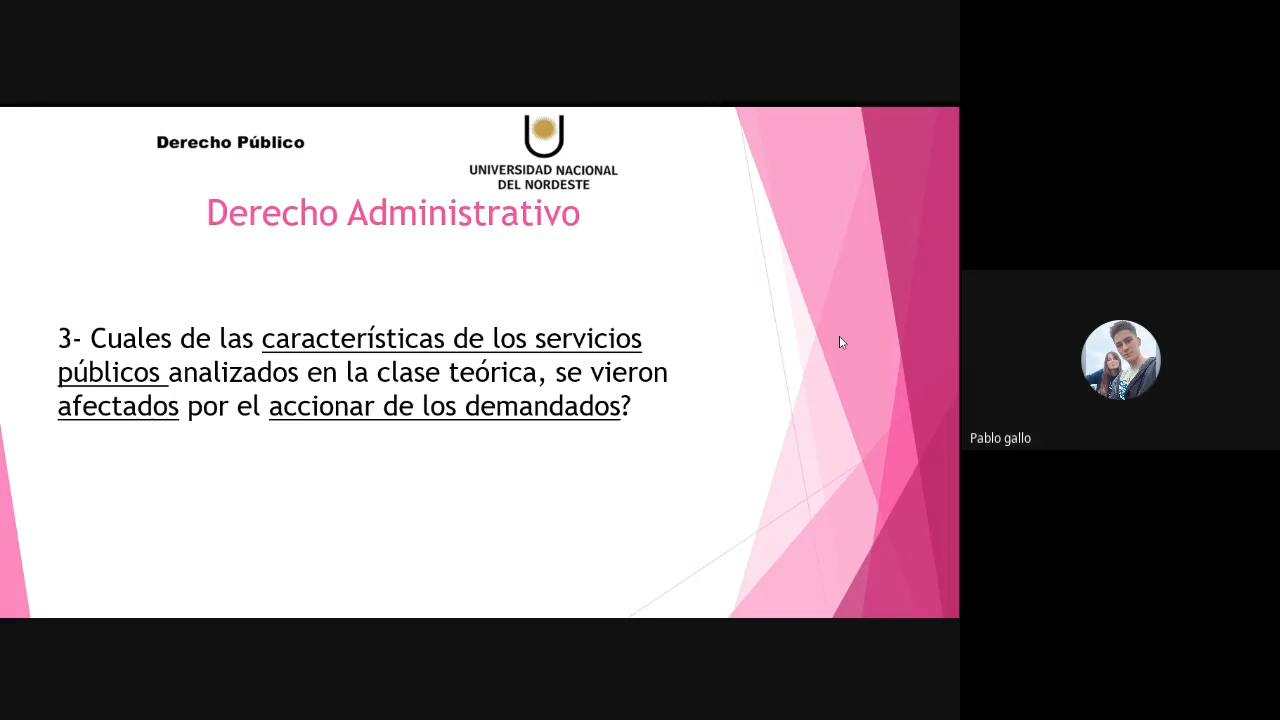 Derecho Público
UNIVERSIDAD NACIONAL
DEL NORDESTE
Derecho Administrativo
3- Cuales de las características de los servicios
públicos analizados en la clase teórica, se vieron
afectados por el accionar de los demandados?
Pablo gallo